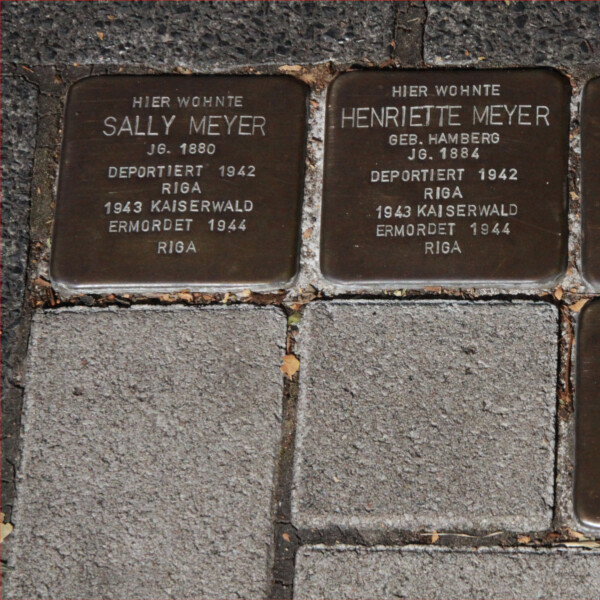 HIER WOHNTE
SALLY MEYER
JG. 1880
DEPORTIERT 1942
RIGA
1943 KAISERWALD
ERMORDET 1944
RIGA
HIER WOHNTE
HENRIETTE MEYER
GEB. HAMBERG
JG. 1884
DEPORTIERT 1942
RIGA
1943 KAISERWALD
ERMORDET 1944
RIGA